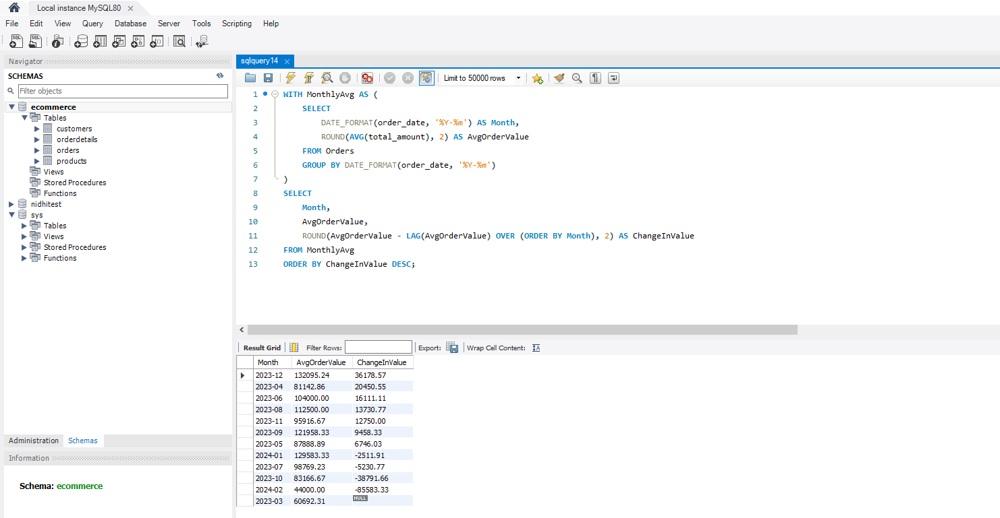 Local instance MySQL80
File Edit View Query Database Server Tools Scripting Help
Navigator
SCHEMAS
Filter objects
ecommerce
Tables
customers
orderdetails
orders
products
Views
Stored Procedures
Functions
nidhitest
sys
Tables
Views
Stored Procedures
Functions
Administration Schemas
Information
Schema: ecommerce
sqlquery14
Limit to 50000 rows
1 WITH MonthlyAvg AS (
2 SELECT
3 DATE_FORMAT(order_date, '%Y-%m') AS Month,
4 ROUND(AVG(total_amount), 2) AS AvgOrderValue
5 FROM Orders
6 GROUP BY DATE_FORMAT(order_date, '%Y-%m')
7 )
8 SELECT
9 Month,
10 AvgOrderValue,
11 ROUND(AvgOrderValue - LAG(AvgOrderValue) OVER (ORDER BY Month), 2) AS ChangeInValue
12 FROM MonthlyAvg
13 ORDER BY ChangeInValue DESC;
Result Grid Filter Rows: Export: Wrap Cell Content:
Month AvgOrderValue ChangeInValue
2023-12 132095.24 36178.57
2023-04 81142.86 20450.55
2023-06 104000.00 16111.11
2023-08 112500.00 13730.77
2023-11 95916.67 12750.00
2023-09 121958.33 9458.33
2023-05 87888.89 6746.03
2024-01 129583.33 -2511.91
2023-07 98769.23 -5230.77
2023-10 83166.67 -38791.66
2024-02 44000.00 -85583.33
2023-03 60692.31 NULL